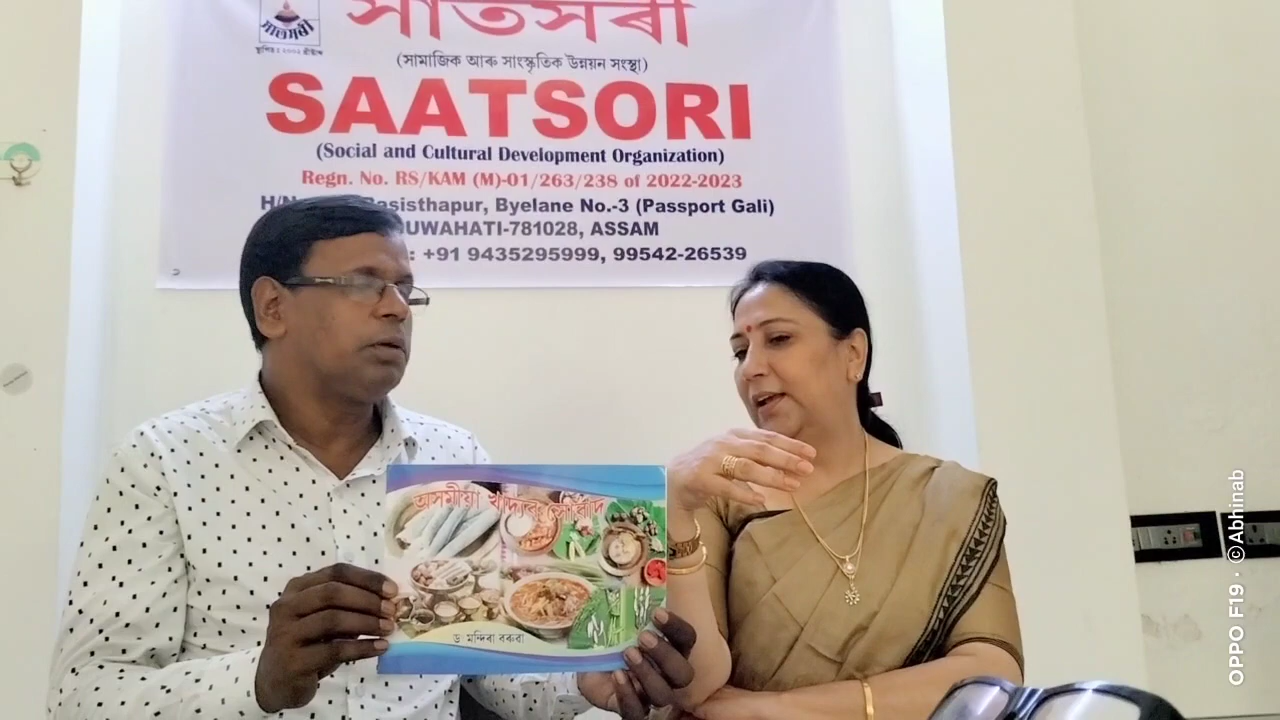 সাতসৰী
সাতসৰী
স্থাপিত : ২০০২ খ্ৰীষ্টাব্দ
(সামাজিক আৰু সাংস্কৃতিক উন্নয়ন সংস্থা)
SAATSORI
(Social and Cultural Development Organization)
Regn. No. RS/KAM (M)-01/263/238 of 2022-2023
Basisthapur, Byelane No.-3 (Passport Gali)
GUWAHATI-781028, ASSAM
: +91 9435295999, 99542-26539
অসমীয়া খাদ্যৰ সোৱাদ
ড° মন্দিৰা বৰুৱা
OPPO F19 · ©Abhinab